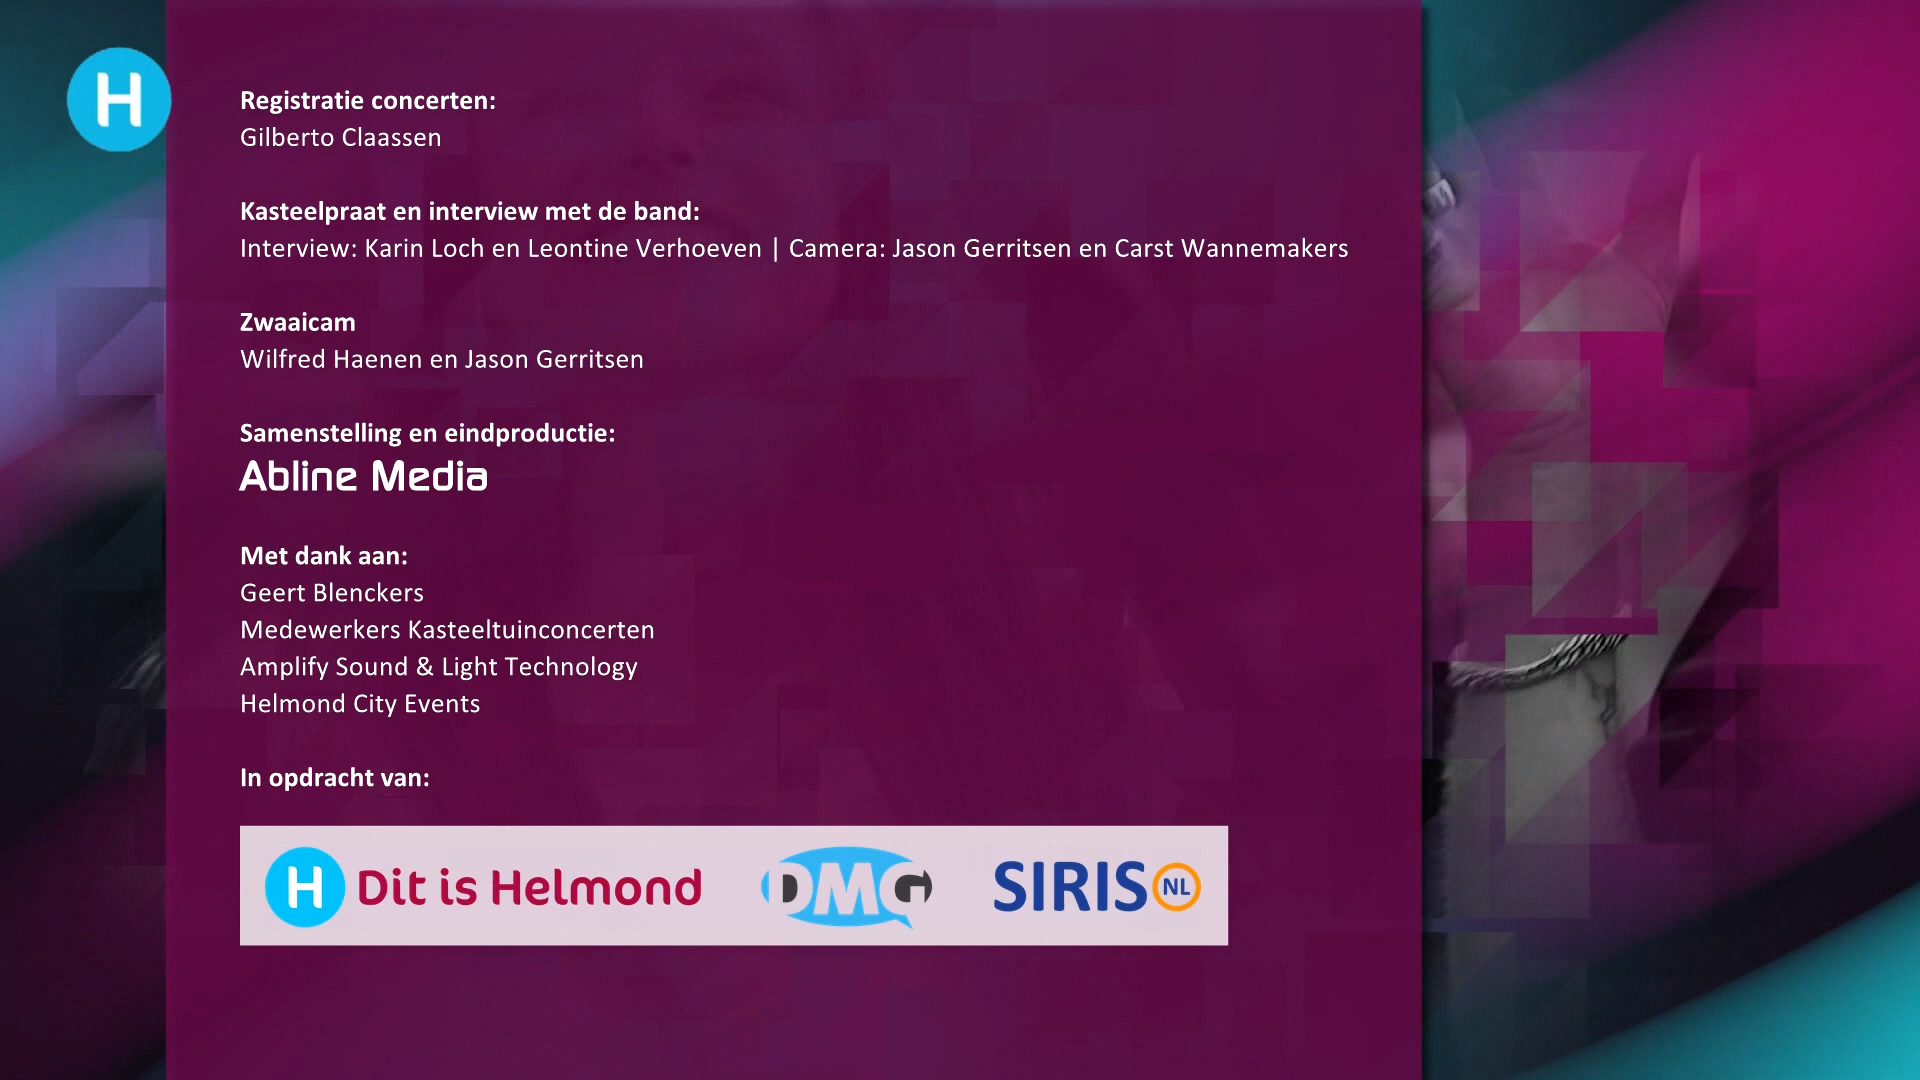 H
Registratie concerten:
Gilberto Claassen
Kasteelpraat en interview met de band:
Interview: Karin Loch en Leontine Verhoeven | Camera: Jason Gerritsen en Carst Wannemakers
Zwaaicam
Wilfred Haenen en Jason Gerritsen
Samenstelling en eindproductie:
Abline Media
Met dank aan:
Geert Blenckers
Medewerkers Kasteeltuinconcerten
Amplify Sound & Light Technology
Helmond City Events
In opdracht van:
H Dit is Helmond DMG SIRIS NL